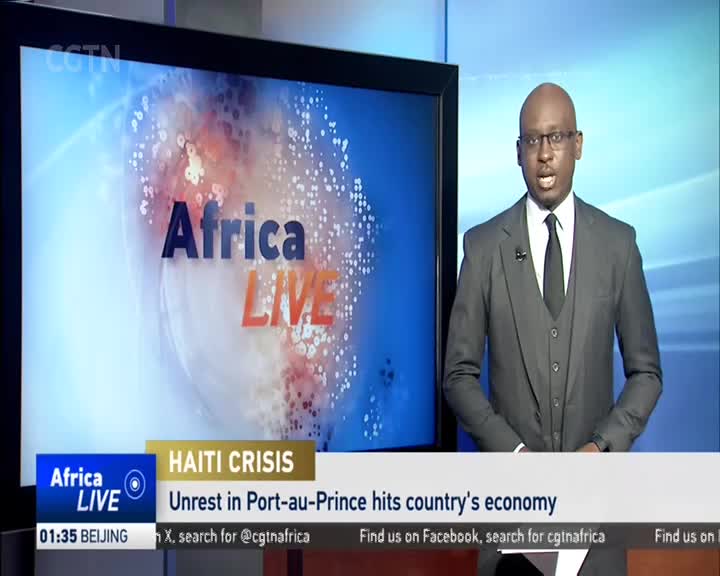 CGTN
Africa
LIVE
HAITI CRISIS
Africa
LIVE
Unrest in Port-au-Prince hits country's economy
01:35 BEIJING
n X, search for @cgtnafrica Find us on Facebook, search for cgtnafrica Find us on